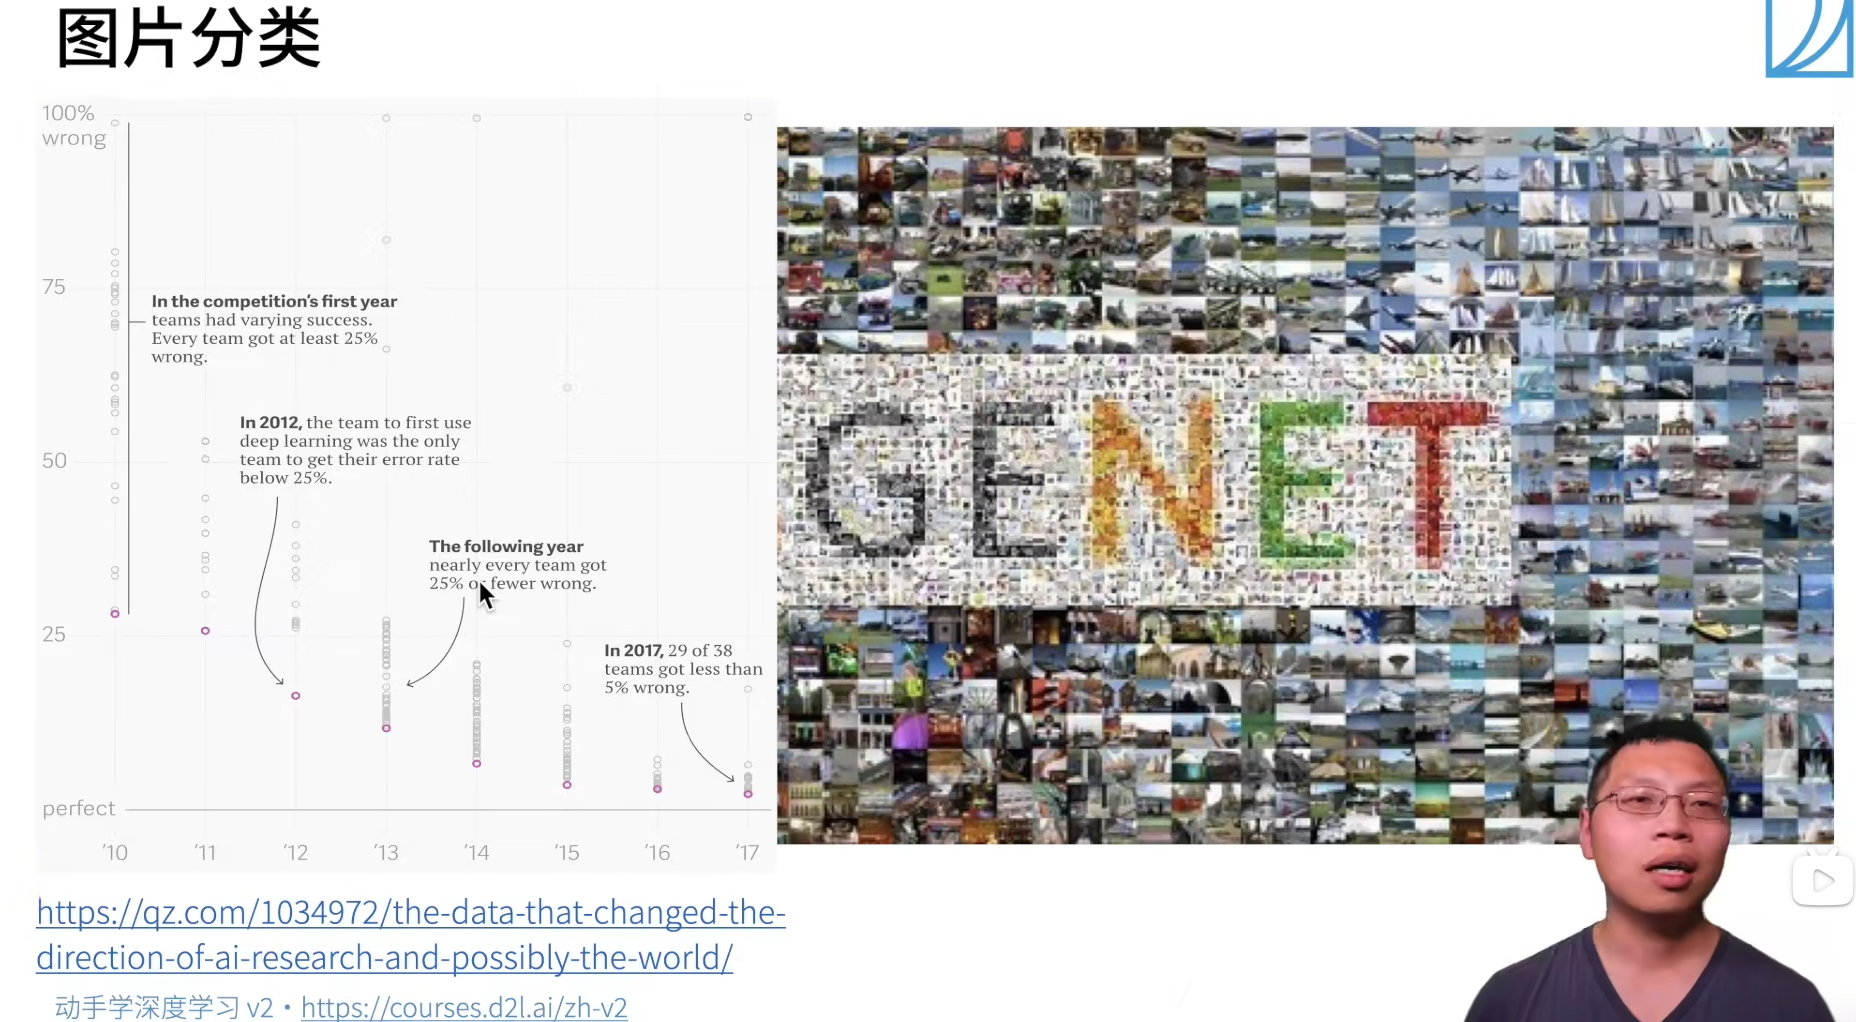 图片分类
100%
wrong
75
50
25
perfect
In the competition's first year
teams had varying success.
Every team got at least 25%
wrong.
In 2012, the team to first use
deep learning was the only
team to get their error rate
below 25%.
The following year
nearly every team got
25% or fewer wrong.
In 2017, 29 of 38
teams got less than
5% wrong.
'10 '11 '12 '13 '14 '15 '16 '17
GENET
https://qz.com/1034972/the-data-that-changed-the-
direction-of-ai-research-and-possibly-the-world/
动手学深度学习 v2 • https://courses.d2l.ai/zh-v2